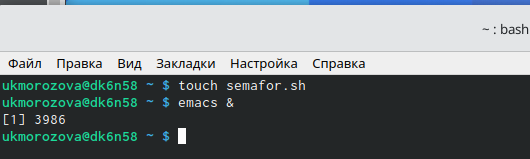 ~ : bash
Файл Правка Вид Закладки Настройка Справка
ukmorozova@dk6n58 ~ $ touch semafor.sh
ukmorozova@dk6n58 ~ $ emacs &
[1] 3986
ukmorozova@dk6n58 ~ $